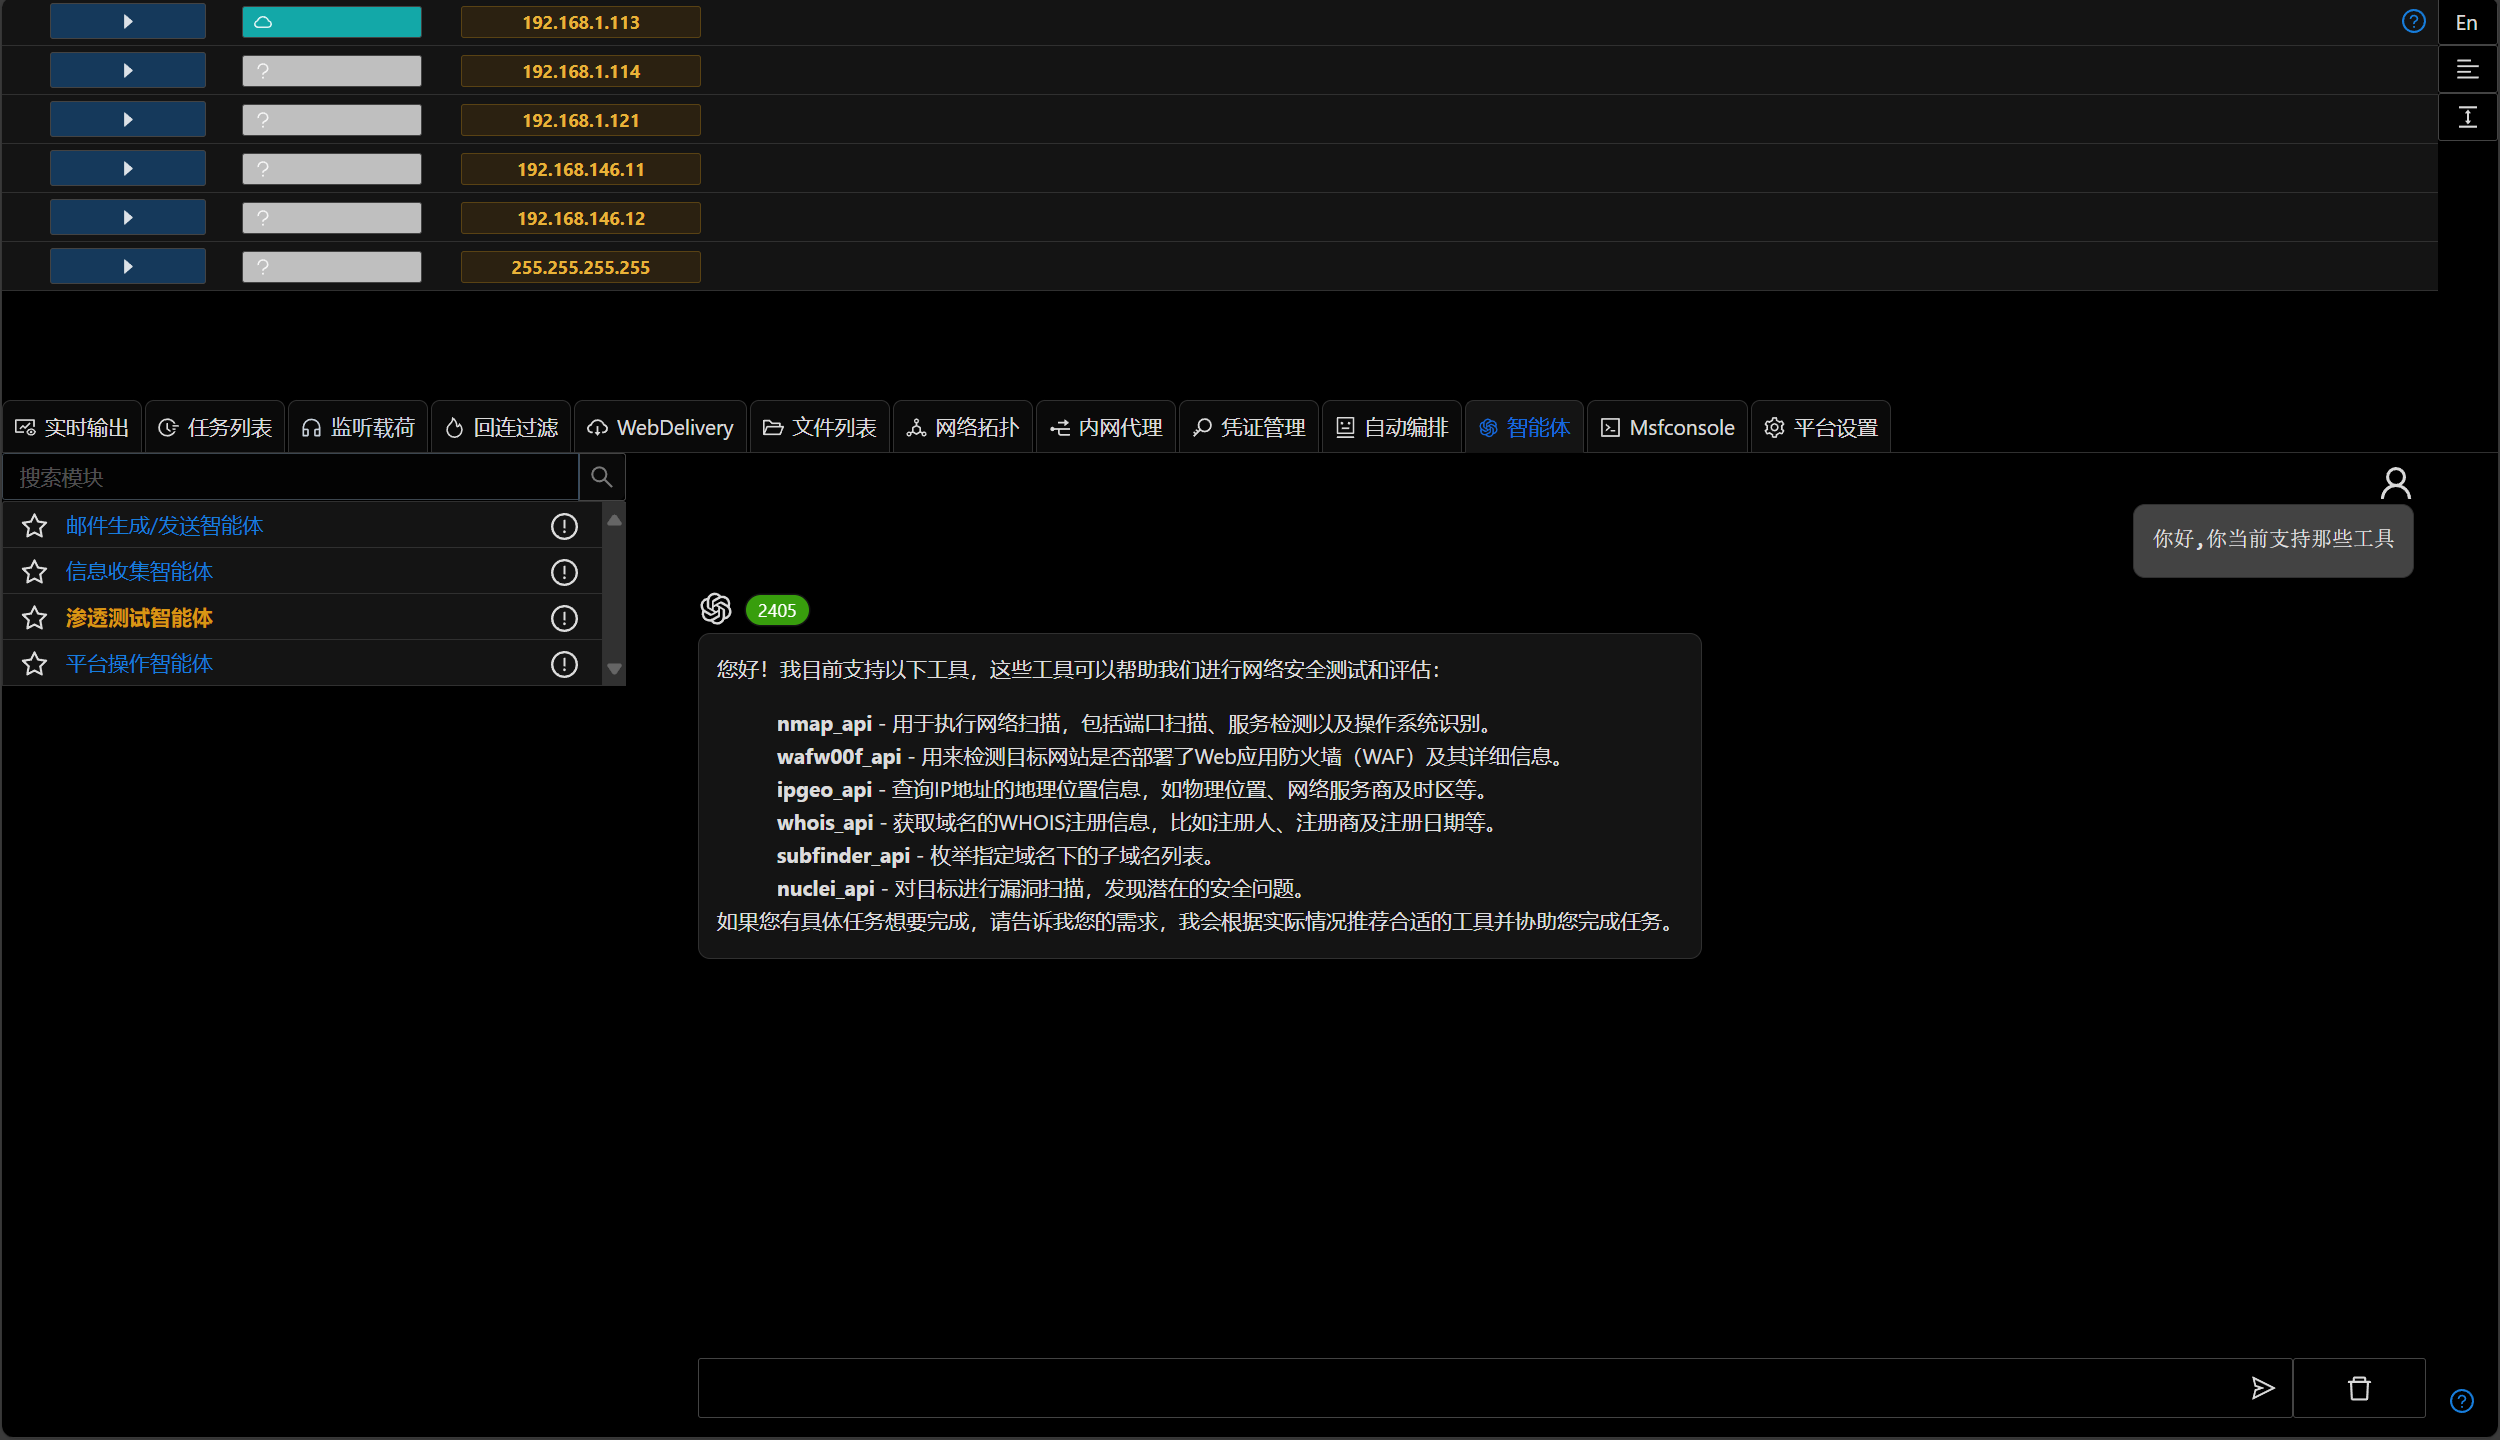 192.168.1.113
En
192.168.1.114
192.168.1.121
192.168.146.11
192.168.146.12
255.255.255.255
实时输出 任务列表 监听载荷 回连过滤 WebDelivery 文件列表 网络拓扑 内网代理 凭证管理 自动编排 智能体 Msfconsole 平台设置
搜索模块
邮件生成/发送智能体
信息收集智能体
渗透测试智能体
平台操作智能体
你好,你当前支持那些工具
2405
您好！我目前支持以下工具，这些工具可以帮助我们进行网络安全测试和评估：
nmap_api - 用于执行网络扫描，包括端口扫描、服务检测以及操作系统识别。
wafw00f_api - 用来检测目标网站是否部署了Web应用防火墙（WAF）及其详细信息。
ipgeo_api - 查询IP地址的地理位置信息，如物理位置、网络服务商及时区等。
whois_api - 获取域名的WHOIS注册信息，比如注册人、注册商及注册日期等。
subfinder_api - 枚举指定域名下的子域名列表。
nuclei_api - 对目标进行漏洞扫描，发现潜在的安全问题。
如果您有具体任务想要完成，请告诉我您的需求，我会根据实际情况推荐合适的工具并协助您完成任务。